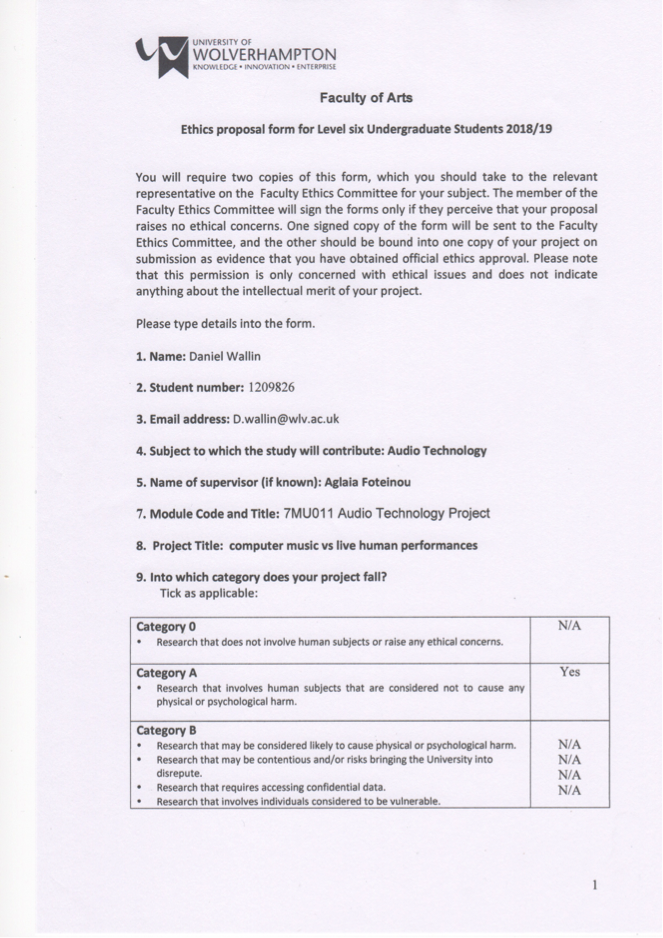 UNIVERSITY OF
WOLVERHAMPTON
KNOWLEDGE • INNOVATION • ENTERPRISE
Faculty of Arts
Ethics proposal form for Level six Undergraduate Students 2018/19
You will require two copies of this form, which you should take to the relevant
representative on the Faculty Ethics Committee for your subject. The member of the
Faculty Ethics Committee will sign the forms only if they perceive that your proposal
raises no ethical concerns. One signed copy of the form will be sent to the Faculty
Ethics Committee, and the other should be bound into one copy of your project on
submission as evidence that you have obtained official ethics approval. Please note
that this permission is only concerned with ethical issues and does not indicate
anything about the intellectual merit of your project.
Please type details into the form.
1. Name: Daniel Wallin
2. Student number: 1209826
3. Email address: D.wallin@wlv.ac.uk
4. Subject to which the study will contribute: Audio Technology
5. Name of supervisor (if known): Aglaia Foteinou
7. Module Code and Title: 7MU011 Audio Technology Project
8. Project Title: computer music vs live human performances
9. Into which category does your project fall?
Tick as applicable:
Category 0 N/A
• Research that does not involve human subjects or raise any ethical concerns.
Category A Yes
• Research that involves human subjects that are considered not to cause any
physical or psychological harm.
Category B
• Research that may be considered likely to cause physical or psychological harm. N/A
• Research that may be contentious and/or risks bringing the University into N/A
disrepute. N/A
• Research that requires accessing confidential data. N/A
• Research that involves individuals considered to be vulnerable.
1